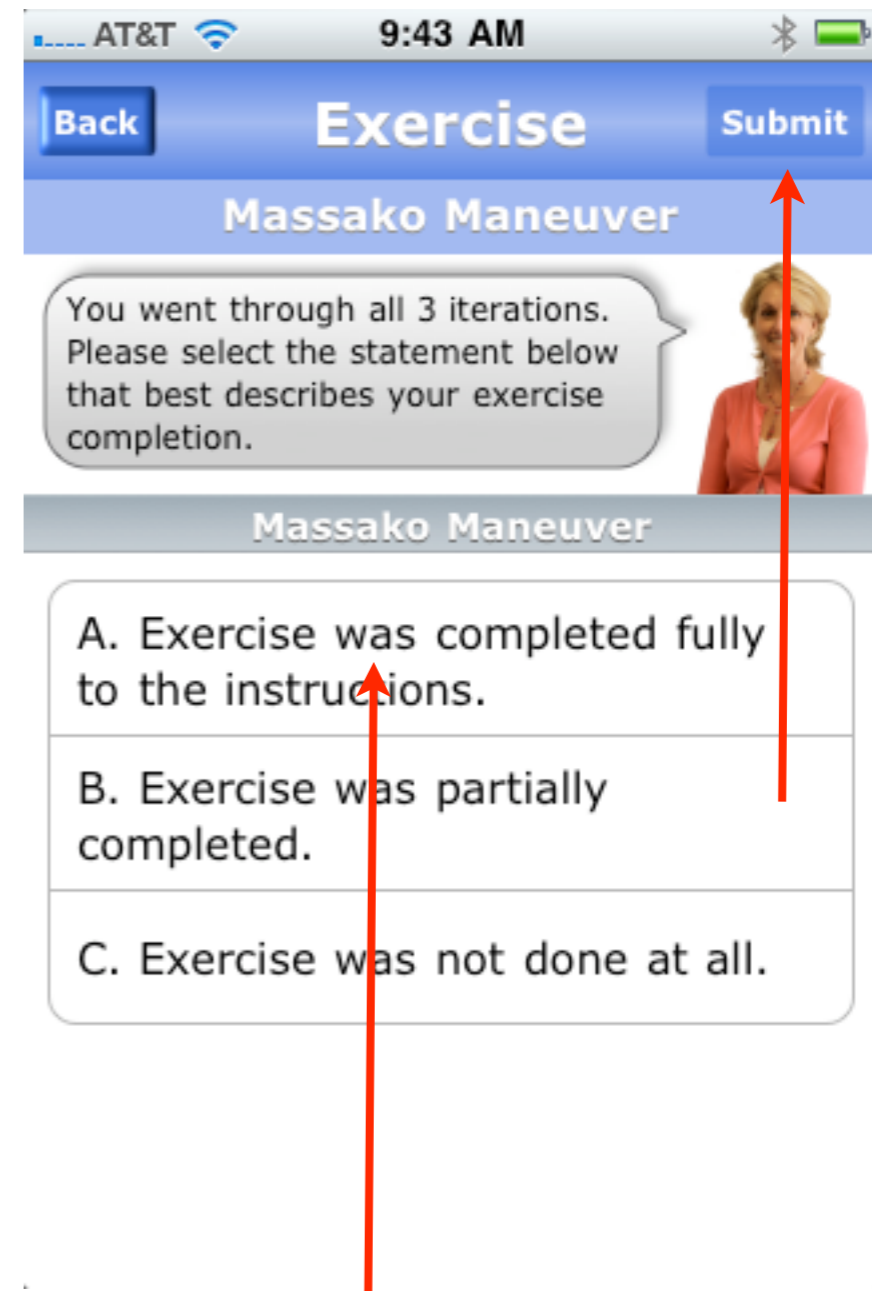 AT&T 9:43 AM
Back Exercise Submit
Massako Maneuver
You went through all 3 iterations.
Please select the statement below
that best describes your exercise
completion.
Massako Maneuver
A. Exercise was completed fully
to the instructions.
B. Exercise was partially
completed.
C. Exercise was not done at all.